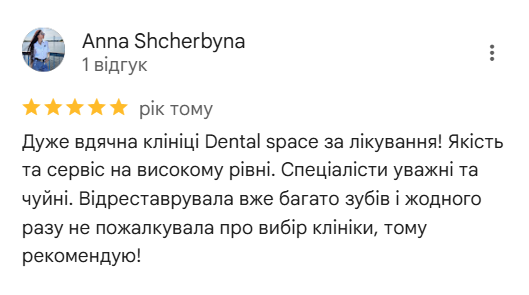 Anna Shcherbyna
1 відгук
рік тому
Дуже вдячна клініці Dental space за лікування! Якість
та сервіс на високому рівні. Спеціалісти уважні та
чуйні. Відреставрувала вже багато зубів і жодного
разу не пожалкувала про вибір клініки, тому
рекомендую!